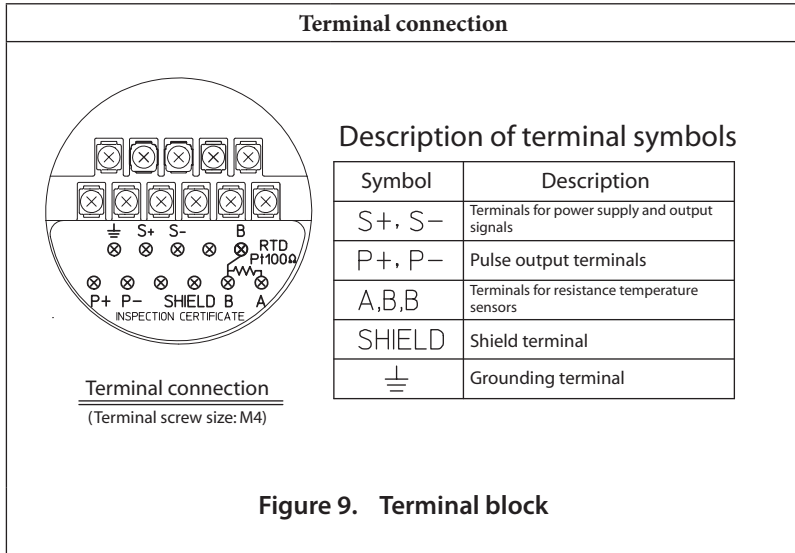 Terminal connection
⏚ S+ S- B
RTD
Pt100Ω
P+ P- SHIELD B A
INSPECTION CERTIFICATE
Terminal connection
(Terminal screw size: M4)
Description of terminal symbols
Symbol Description
S+, S- Terminals for power supply and output
signals
P+, P- Pulse output terminals
A,B,B Terminals for resistance temperature
sensors
SHIELD Shield terminal
⏚ Grounding terminal
Figure 9. Terminal block